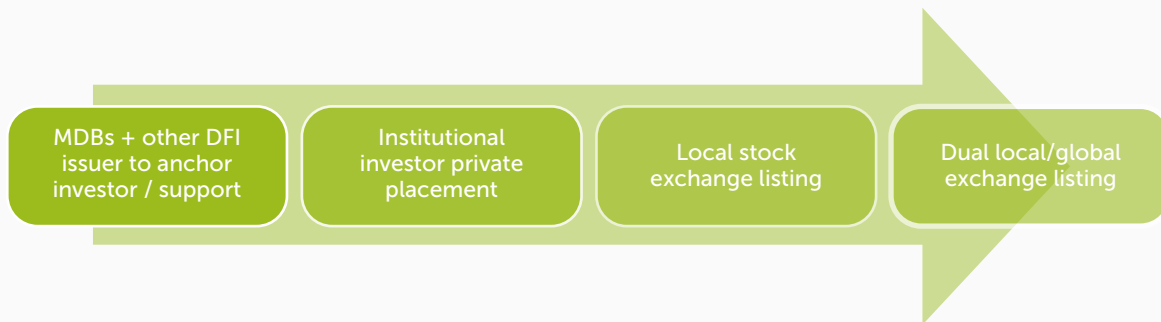 MDBs + other DFI
issuer to anchor
investor / support
Institutional
investor private
placement
Local stock
exchange listing
Dual local/global
exchange listing